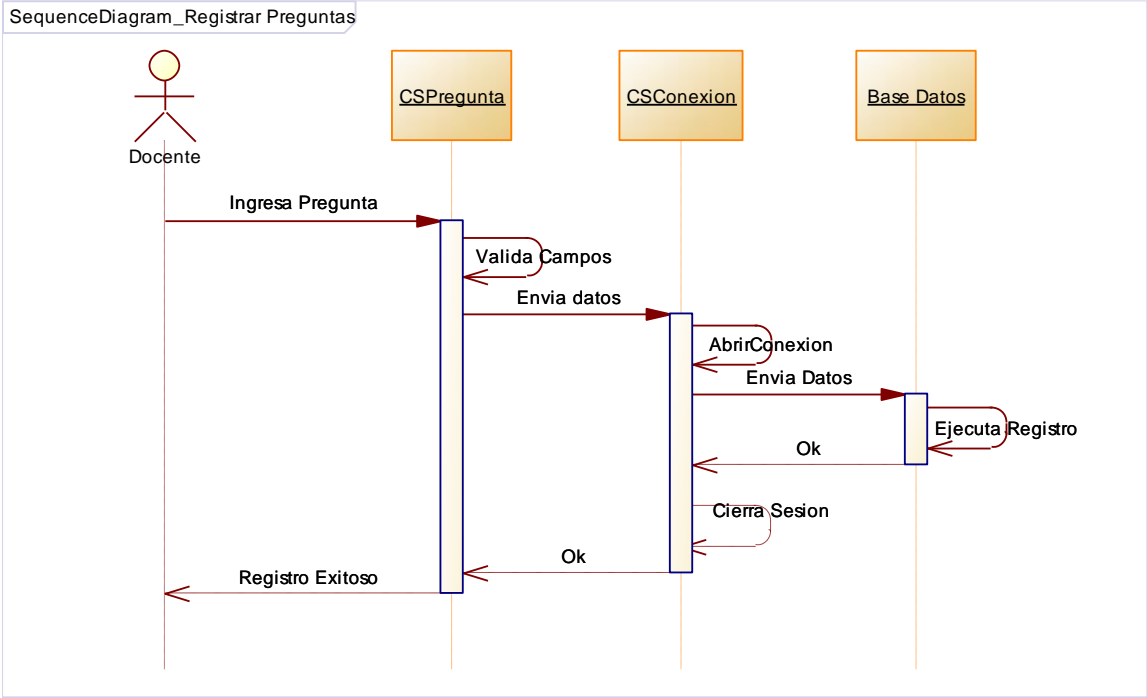 SequenceDiagram_Registrar Preguntas
CSPregunta
CSConexion
Base Datos
Docente
Ingresa Pregunta
Valida Campos
Envia datos
AbrirConexion
Envia Datos
Ejecuta Registro
Ok
Cierra Sesion
Ok
Registro Exitoso